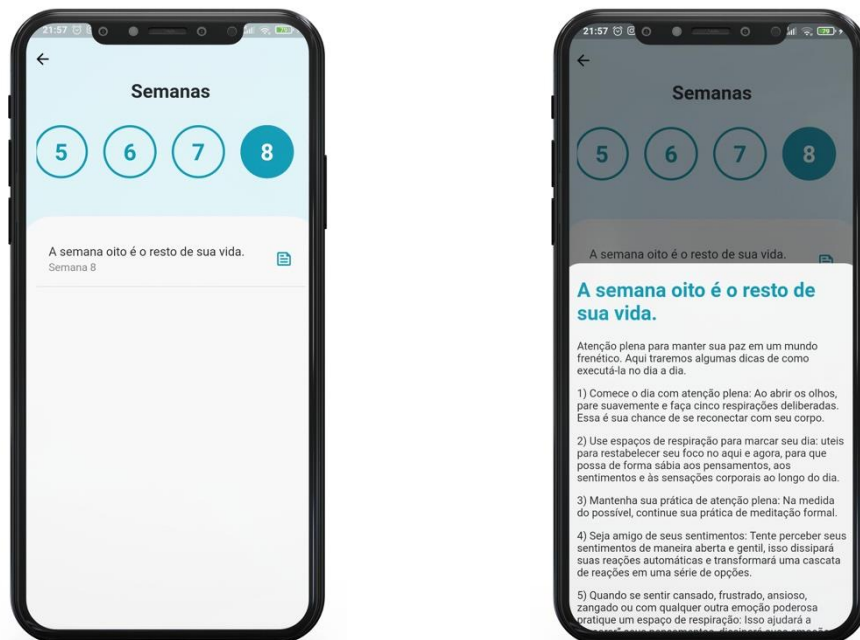 21:57
79
Semanas
5 6 7 8
A semana oito é o resto de sua vida.
Semana 8
21:57
79
Semanas
5 6 7 8
A semana oito é o resto de sua vida.
A semana oito é o resto de
sua vida.
Atenção plena para manter sua paz em um mundo
frenético. Aqui traremos algumas dicas de como
executá-la no dia a dia.
1) Comece o dia com atenção plena: Ao abrir os olhos,
pare suavemente e faça cinco respirações deliberadas.
Essa é sua chance de se reconectar com seu corpo.
2) Use espaços de respiração para marcar seu dia: uteis
para restabelecer seu foco no aqui e agora, para que
possa de forma sábia aos pensamentos, aos
sentimentos e às sensações corporais ao longo do dia.
3) Mantenha sua prática de atenção plena: Na medida
do possível, continue sua prática de meditação formal.
4) Seja amigo de seus sentimentos: Tente perceber seus
sentimentos de maneira aberta e gentil, isso dissipará
suas reações automáticas e transformará uma cascata
de reações em uma série de opções.
5) Quando se sentir cansado, frustrado, ansioso,
zangado ou com qualquer outra emoção poderosa
pratique um espaço de respiração: Isso ajudará a
seus pensamentos, dissipará suas